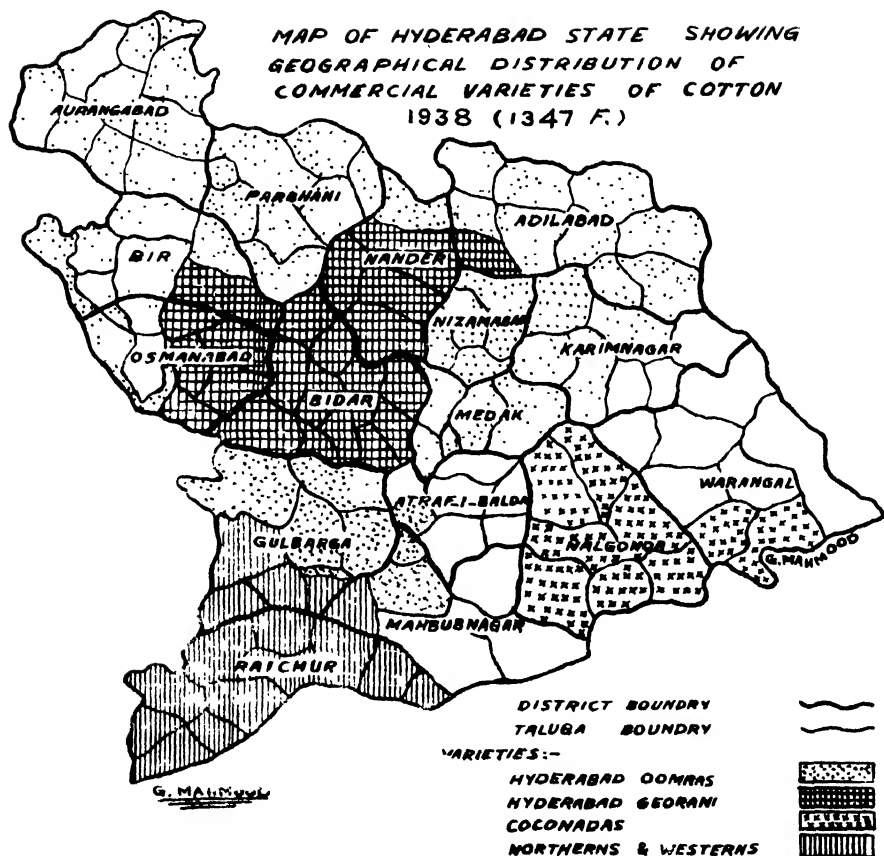 MAP OF HYDERABAD STATE SHOWING
GEOGRAPHICAL DISTRIBUTION OF
COMMERCIAL VARIETIES OF COTTON
1938 (1347 F.)
AURANGABAD
PARBHANI
ADILABAD
BIR
NANDER
NIZAMABAD
KARIMNAGAR
OSMANABAD
BIDAR
MEDAK
WARANGAL
ATRAF-I-BALDA
GULBARGA
NALGONDA
G. MAHMOOD
MAHBUBNAGAR
RAICHUR
DISTRICT BOUNDRY
TALUGA BOUNDRY
VARIETIES:-
G. MAHMOOD
HYDERABAD OOMRAS
HYDERABAD GEORANI
COCONADAS
NORTHERNS & WESTERNS